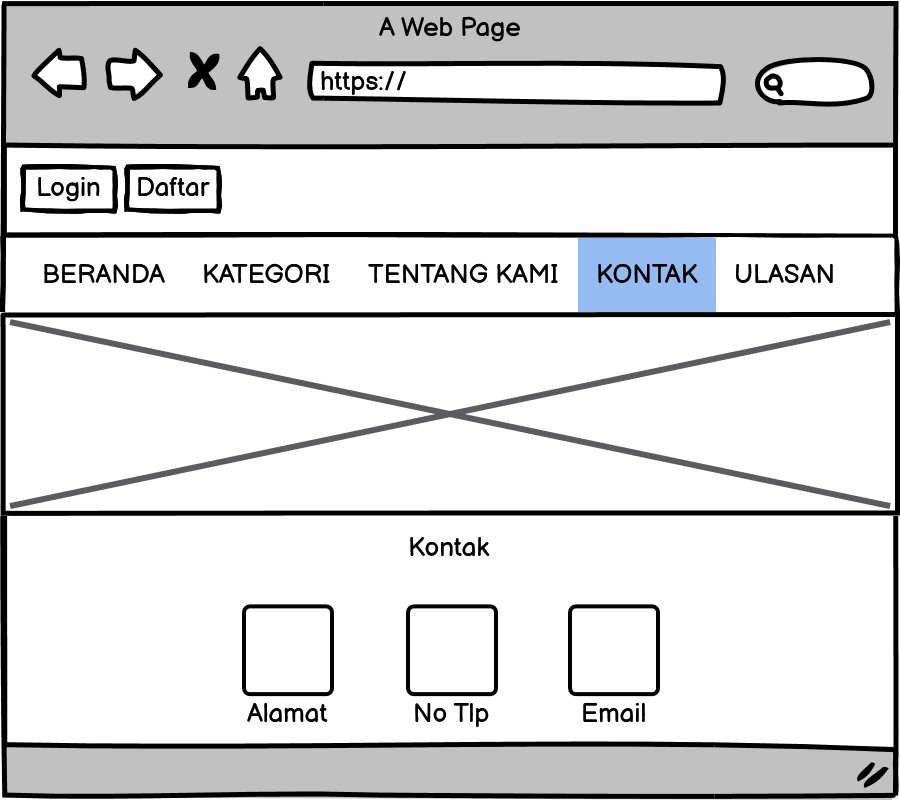 A Web Page
https://
Login Daftar
BERANDA KATEGORI TENTANG KAMI KONTAK ULASAN
Kontak
Alamat No Tlp Email